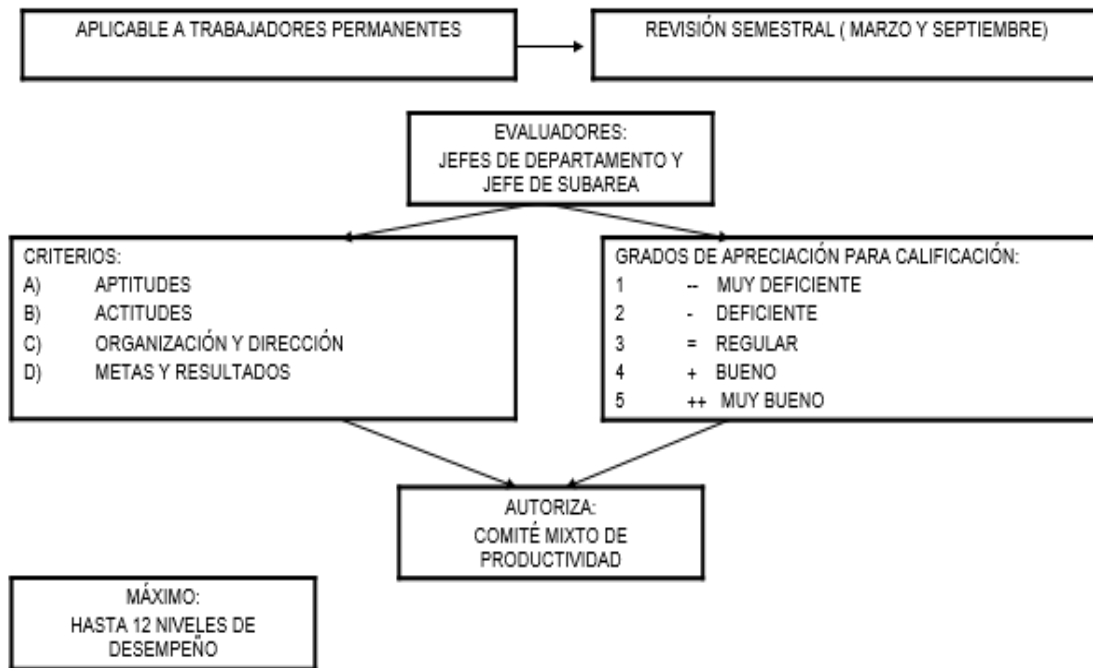 APLICABLE A TRABAJADORES PERMANENTES
REVISIÓN SEMESTRAL ( MARZO Y SEPTIEMBRE)
EVALUADORES:
JEFES DE DEPARTAMENTO Y
JEFE DE SUBAREA
CRITERIOS:
A) APTITUDES
B) ACTITUDES
C) ORGANIZACIÓN Y DIRECCIÓN
D) METAS Y RESULTADOS
GRADOS DE APRECIACIÓN PARA CALIFICACIÓN:
1 -- MUY DEFICIENTE
2 - DEFICIENTE
3 = REGULAR
4 + BUENO
5 ++ MUY BUENO
AUTORIZA:
COMITÉ MIXTO DE
PRODUCTIVIDAD
MÁXIMO:
HASTA 12 NIVELES DE
DESEMPEÑO